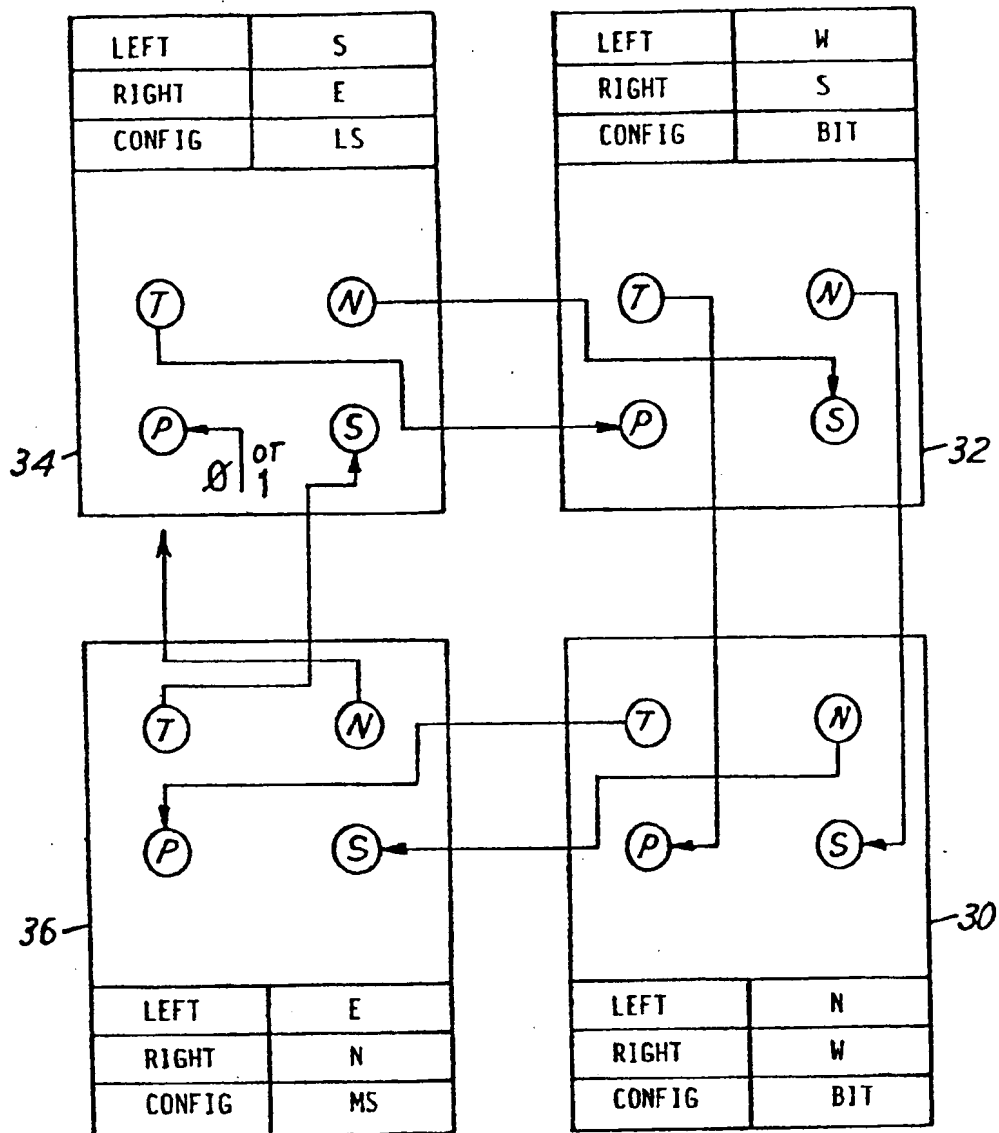 LEFT S
RIGHT E
CONFIG LS
LEFT W
RIGHT S
CONFIG BIT
T N
P S
Ø or 1
34
T N
P S
32
T N
P S
36
T N
P S
30
LEFT E
RIGHT N
CONFIG MS
LEFT N
RIGHT W
CONFIG BIT